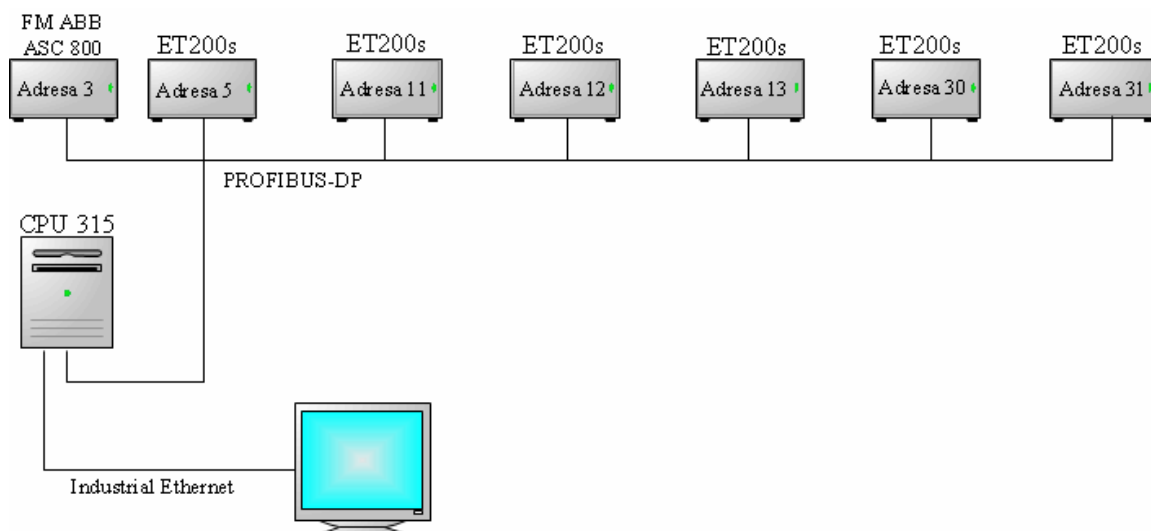 FM ABB
ASC 800
ET200s
ET200s
ET200s
ET200s
ET200s
ET200s
Adresa 3
Adresa 5
Adresa 11
Adresa 12
Adresa 13
Adresa 30
Adresa 31
PROFIBUS-DP
CPU 315
Industrial Ethernet